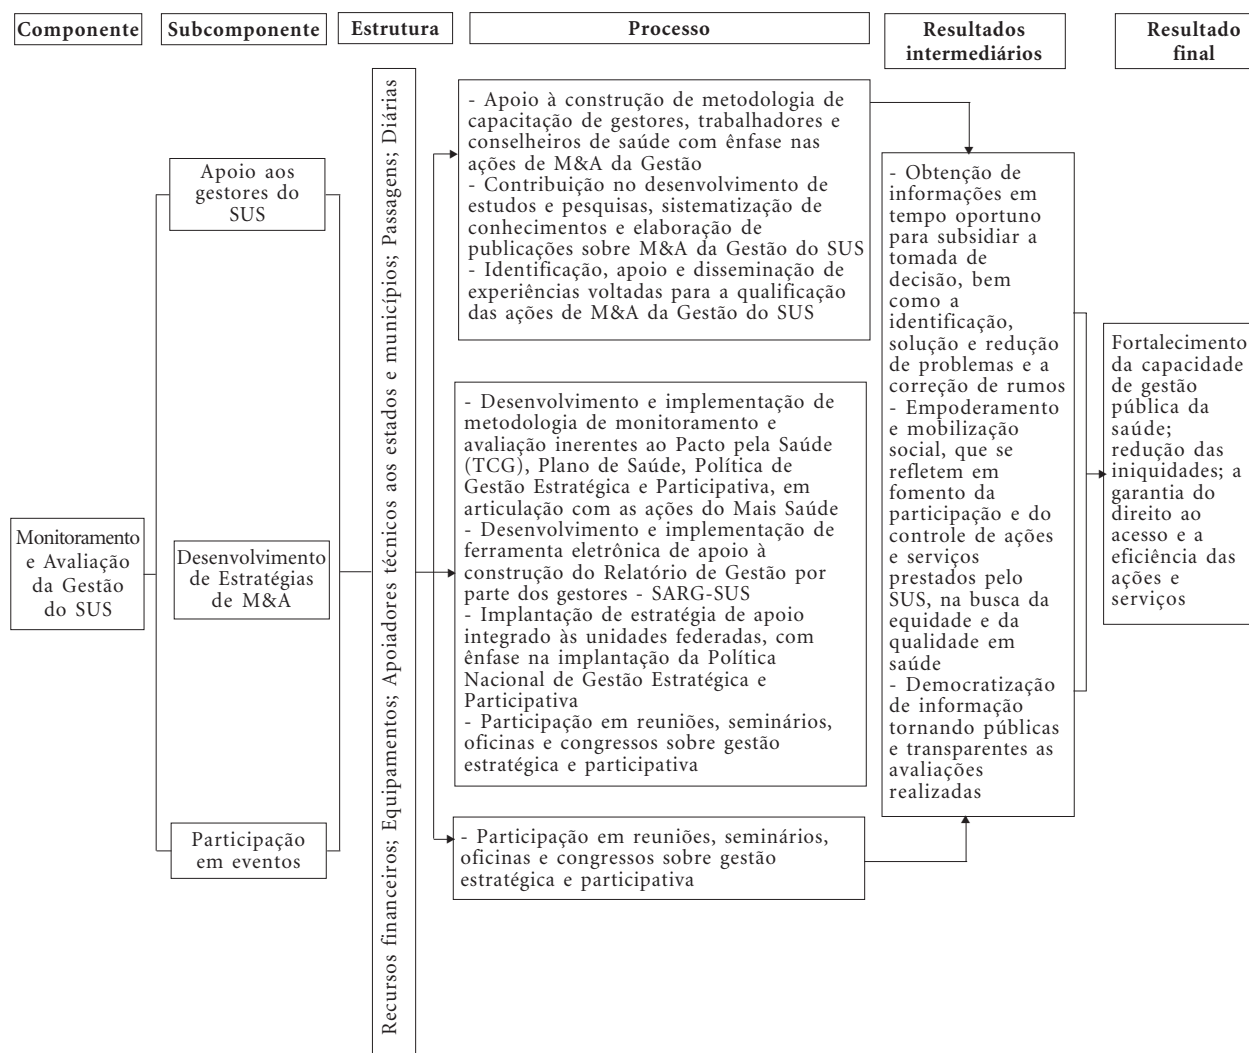 Componente
Subcomponente
Estrutura
Processo
Resultados
intermediários
Resultado
final
Monitoramento
e Avaliação
da Gestão
do SUS
Apoio aos
gestores do
SUS
Desenvolvimento
de Estratégias
de M&A
Participação
em eventos
Recursos financeiros; Equipamentos; Apoiadores técnicos aos estados e municípios; Passagens; Diárias
- Apoio à construção de metodologia de
capacitação de gestores, trabalhadores e
conselheiros de saúde com ênfase nas
ações de M&A da Gestão
- Contribuição no desenvolvimento de
estudos e pesquisas, sistematização de
conhecimentos e elaboração de
publicações sobre M&A da Gestão do SUS
- Identificação, apoio e disseminação de
experiências voltadas para a qualificação
das ações de M&A da Gestão do SUS
- Desenvolvimento e implementação de
metodologia de monitoramento e
avaliação inerentes ao Pacto pela Saúde
(TCG), Plano de Saúde, Política de
Gestão Estratégica e Participativa, em
articulação com as ações do Mais Saúde
- Desenvolvimento e implementação de
ferramenta eletrônica de apoio à
construção do Relatório de Gestão por
parte dos gestores - SARG-SUS
- Implantação de estratégia de apoio
integrado às unidades federadas, com
ênfase na implantação da Política
Nacional de Gestão Estratégica e
Participativa
- Participação em reuniões, seminários,
oficinas e congressos sobre gestão
estratégica e participativa
- Participação em reuniões, seminários,
oficinas e congressos sobre gestão
estratégica e participativa
- Obtenção de
informações em
tempo oportuno
para subsidiar a
tomada de
decisão, bem
como a
identificação,
solução e redução
de problemas e a
correção de rumos
- Empoderamento
e mobilização
social, que se
refletem em
fomento da
participação e do
controle de ações
e serviços
prestados pelo
SUS, na busca da
equidade e da
qualidade em
saúde
- Democratização
de informação
tornando públicas
e transparentes as
avaliações
realizadas
Fortalecimento
da capacidade
de gestão
pública da
saúde;
redução das
iniquidades; a
garantia do
direito ao
acesso e a
eficiência das
ações e
serviços